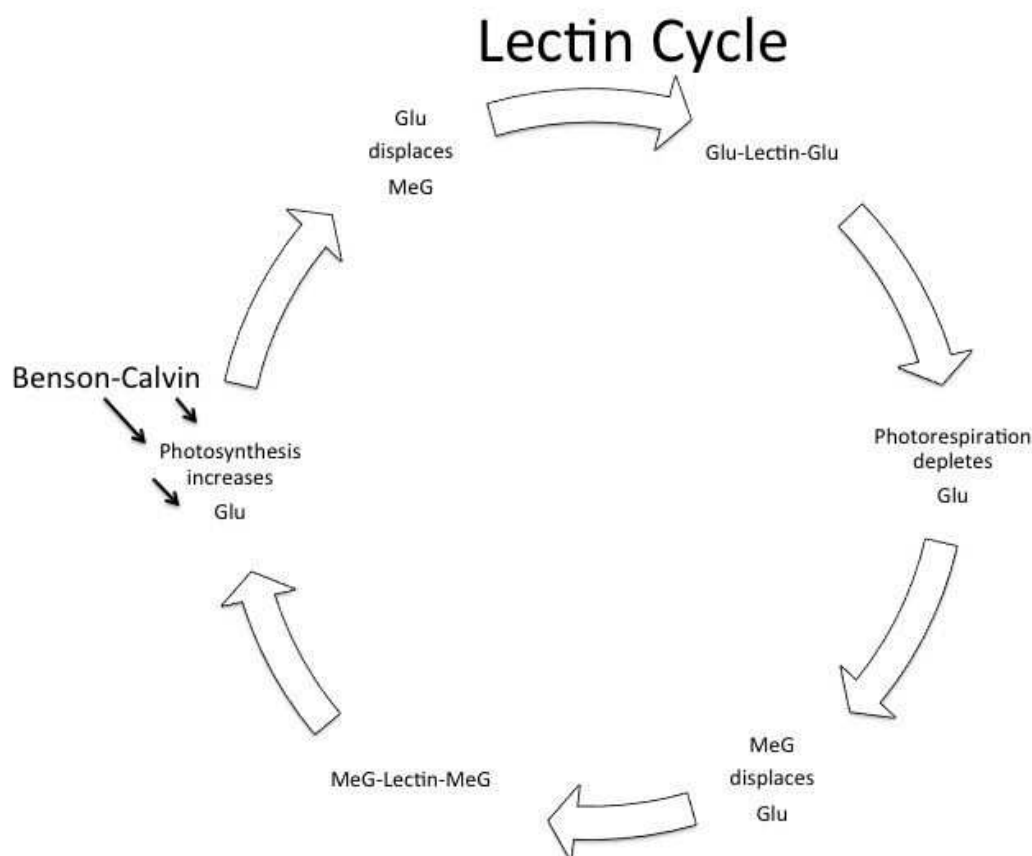 Lectin Cycle
Glu
displaces
MeG
Glu-Lectin-Glu
Photorespiration
depletes
Glu
MeG
displaces
Glu
MeG-Lectin-MeG
Benson-Calvin
Photosynthesis
increases
Glu